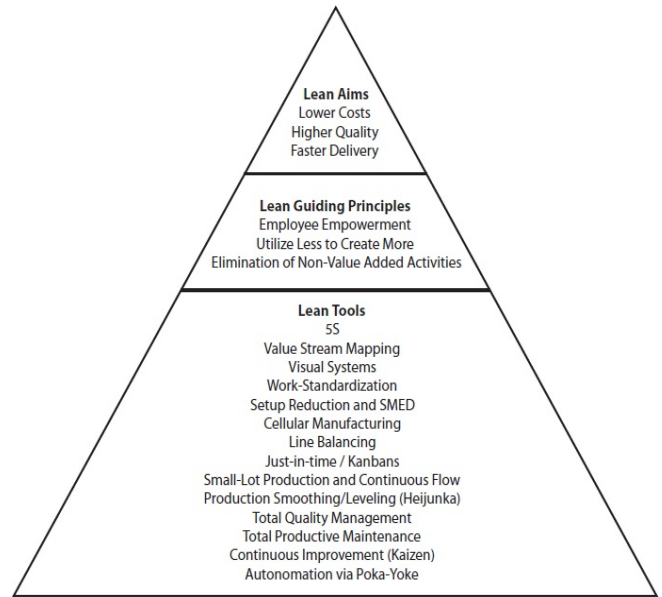 Lean Aims
Lower Costs
Higher Quality
Faster Delivery
Lean Guiding Principles
Employee Empowerment
Utilize Less to Create More
Elimination of Non-Value Added Activities
Lean Tools
5S
Value Stream Mapping
Visual Systems
Work-Standardization
Setup Reduction and SMED
Cellular Manufacturing
Line Balancing
Just-in-time / Kanbans
Small-Lot Production and Continuous Flow
Production Smoothing/Leveling (Heijunka)
Total Quality Management
Total Productive Maintenance
Continuous Improvement (Kaizen)
Autonomation via Poka-Yoke